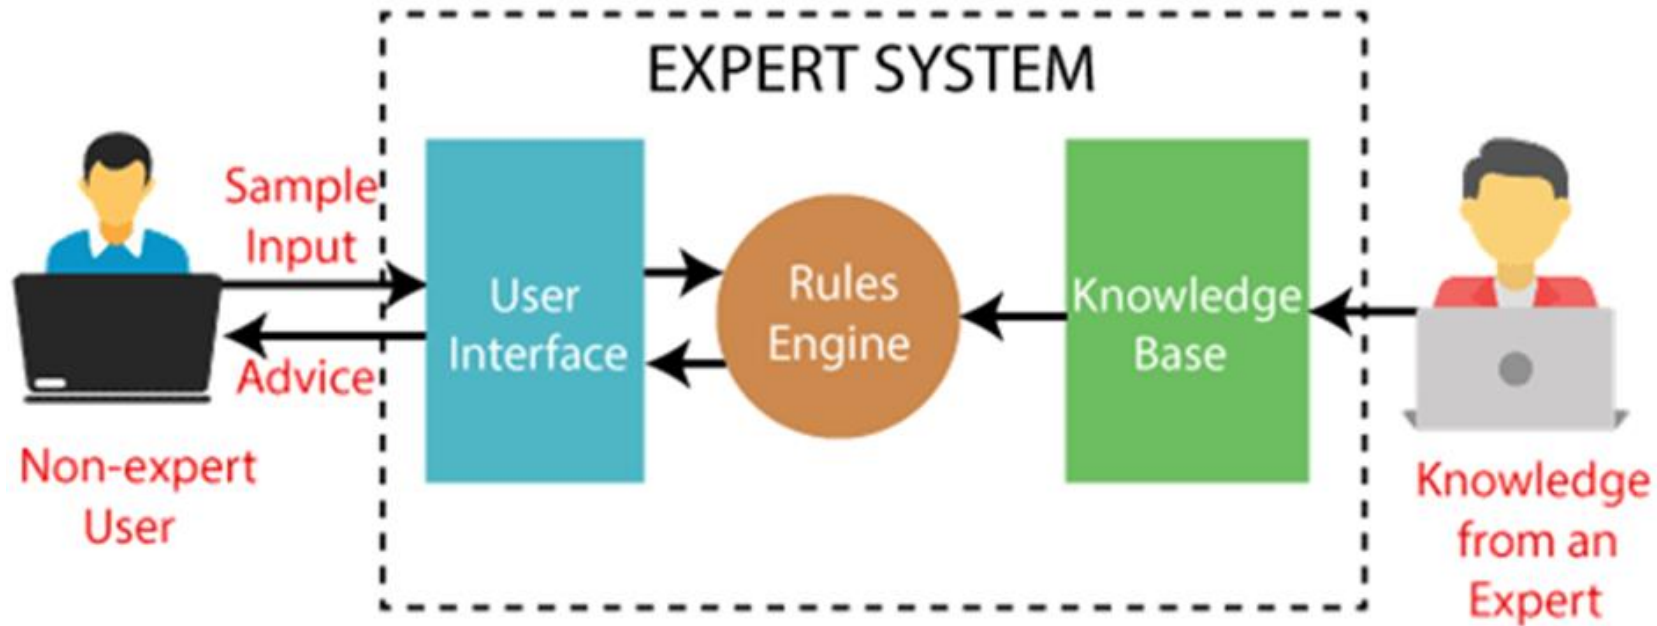 EXPERT SYSTEM
Sample
Input
Advice
Non-expert
User
User
Interface
Rules
Engine
Knowledge
Base
Knowledge
from an
Expert